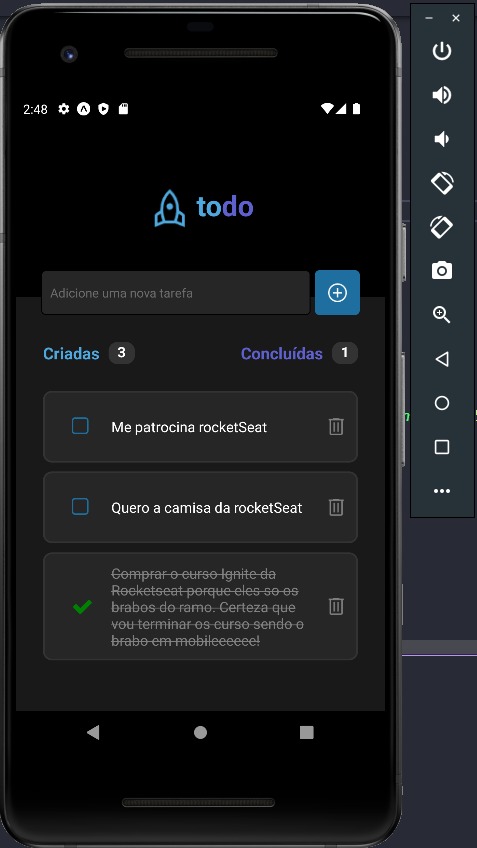 2:48
todo
Adicione uma nova tarefa
Criadas 3 Concluídas 1
Me patrocina rocketSeat
Quero a camisa da rocketSeat
Comprar o curso Ignite da
Rocketseat porque eles so os
brabos do ramo. Certeza que
vou terminar os curso sendo o
brabo em mobileeeeee!